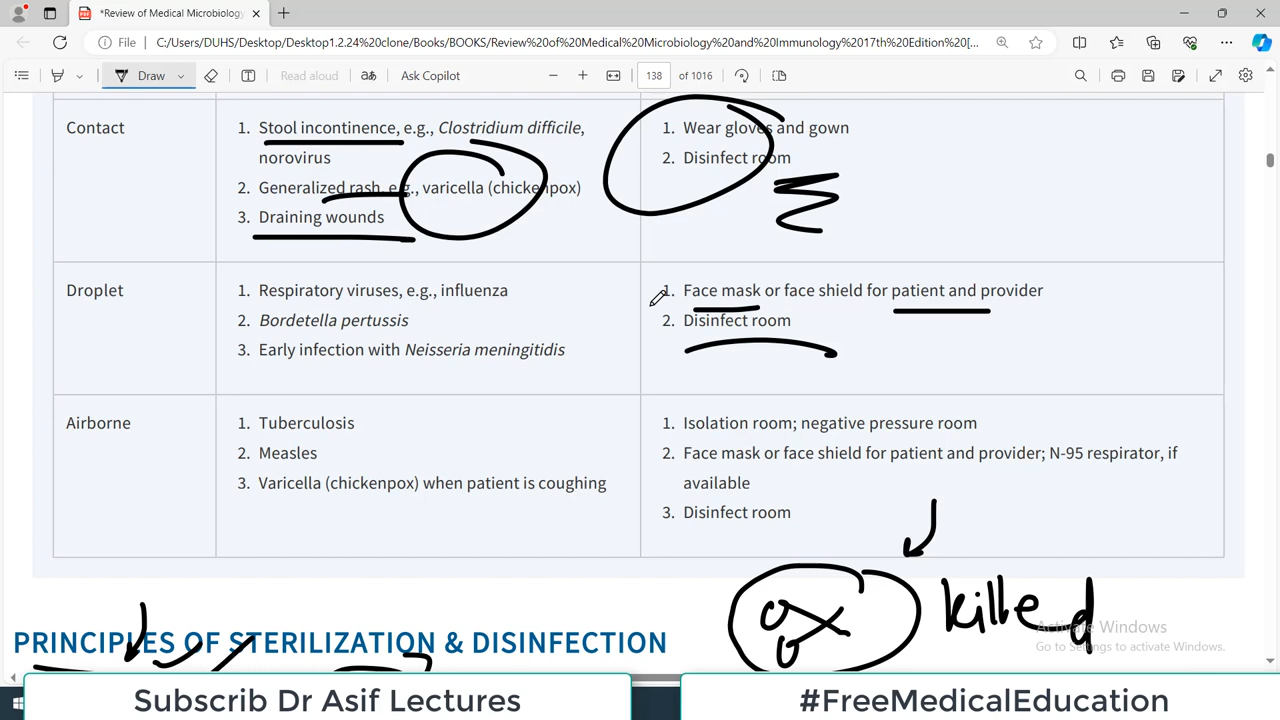 *Review of Medical Microbiology
File
C:/Users/DUHS/Desktop/Desktop1.2.24%20clone/Books/BOOKS/Review%20of%20Medical%20Microbiology%20and%20Immunology%2017th%20Edition%20[...
Draw
Read aloud
aあ
Ask Copilot
138 of 1016
Contact
1. Stool incontinence, e.g., Clostridium difficile,
norovirus
2. Generalized rash, e.g., varicella (chickenpox)
3. Draining wounds
1. Wear gloves and gown
2. Disinfect room
Droplet
1. Respiratory viruses, e.g., influenza
2. Bordetella pertussis
3. Early infection with Neisseria meningitidis
1. Face mask or face shield for patient and provider
2. Disinfect room
Airborne
1. Tuberculosis
2. Measles
3. Varicella (chickenpox) when patient is coughing
1. Isolation room; negative pressure room
2. Face mask or face shield for patient and provider; N-95 respirator, if
available
3. Disinfect room
killed
PRINCIPLES OF STERILIZATION & DISINFECTION
Activate Windows
Go to Settings to activate Windows.
Subscrib Dr Asif Lectures
#FreeMedicalEducation